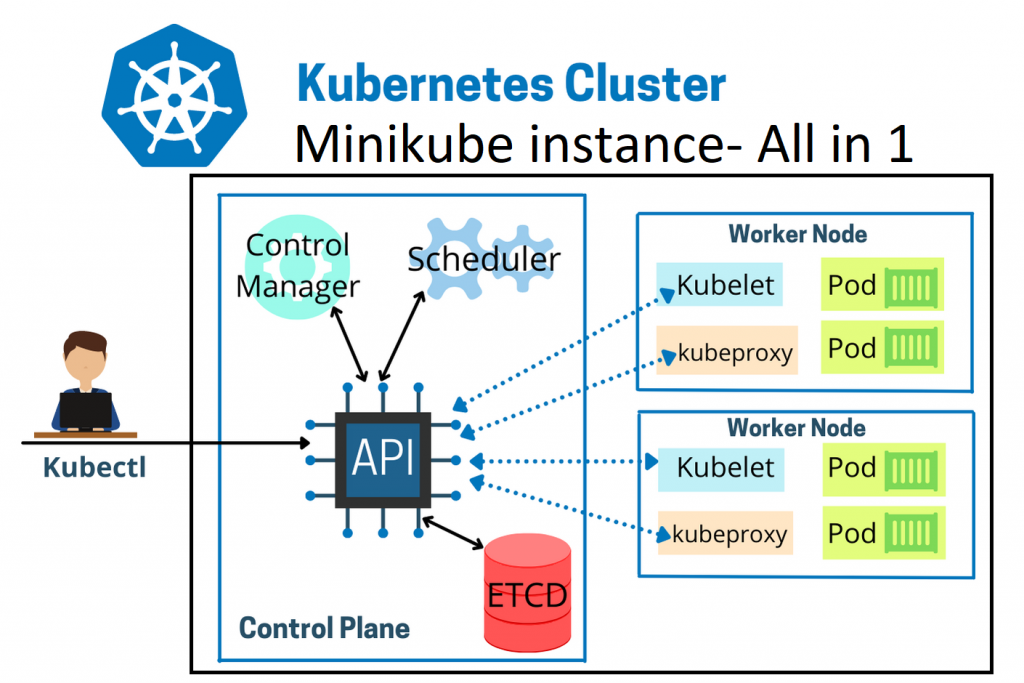 Kubernetes Cluster
Minikube instance- All in 1
Control
Manager
Scheduler
API
ETCD
Control Plane
Kubectl
Worker Node
Kubelet
Pod
kubeproxy
Pod
Worker Node
Kubelet
Pod
kubeproxy
Pod